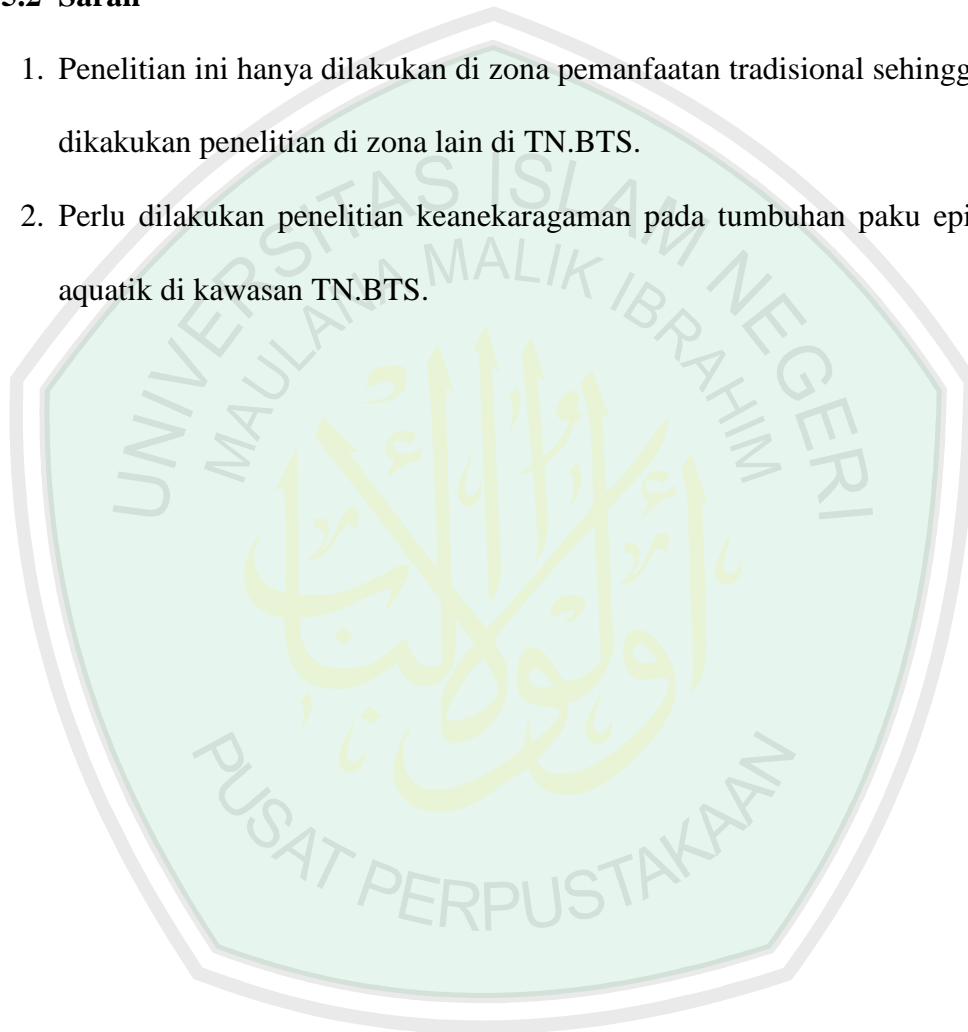 5.2 Saran
1. Penelitian ini hanya dilakukan di zona pemanfaatan tradisional
dikakukan penelitian di zona lain di TN.BTS.
2. Perlu dilakukan penelitian keanekaragaman pada tumbuhan paku
aquatik di kawasan TN.BTS.
UNIVERSITAS ISLAM NEGERI
MAULANA MALIK IBRAHIM
أولوا الألباب
PUSAT PERPUSTAKAAN